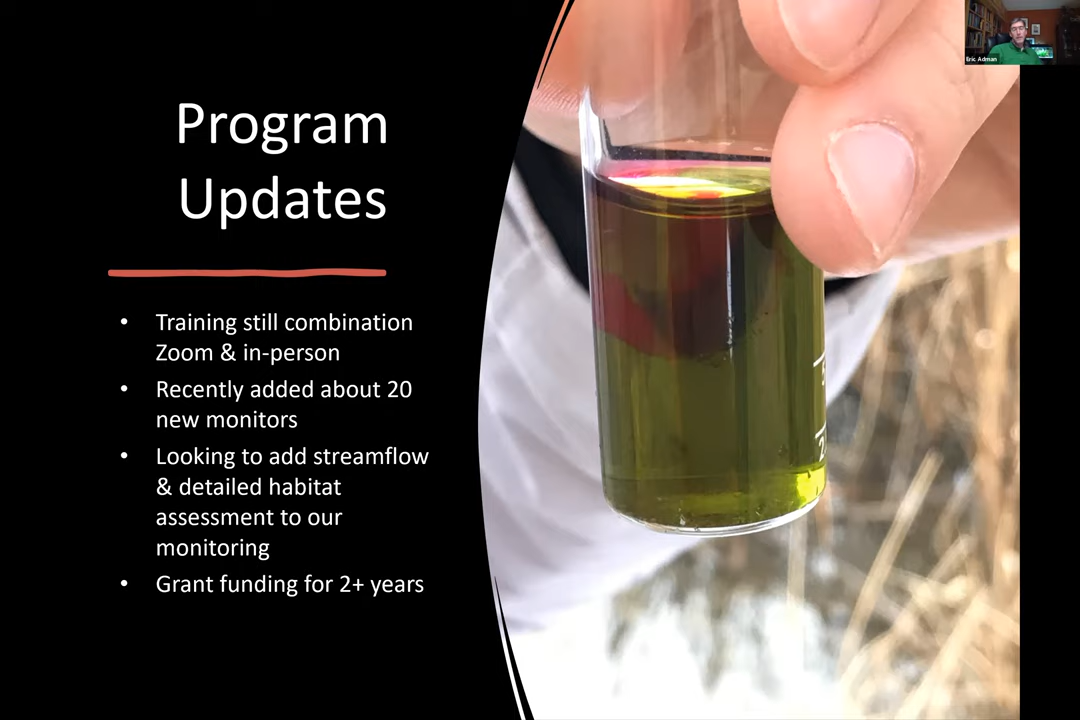 Eric Adman
Program
Updates
• Training still combination
Zoom & in-person
• Recently added about 20
new monitors
• Looking to add streamflow
& detailed habitat
assessment to our
monitoring
• Grant funding for 2+ years